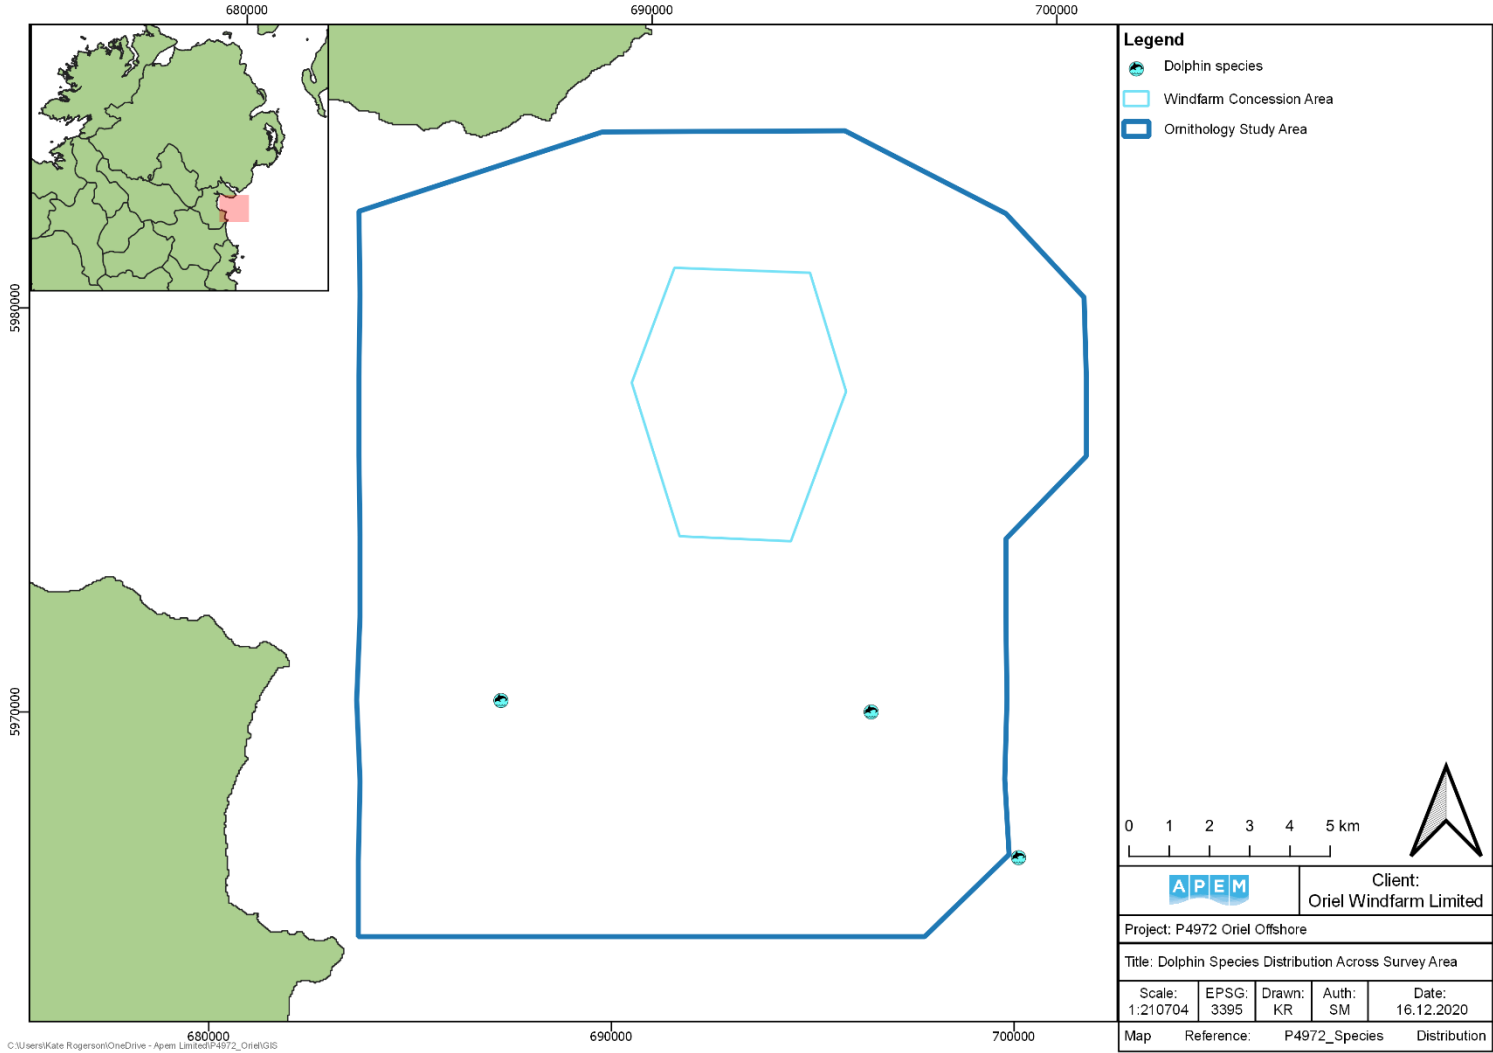 680000
690000
700000
5980000
5970000
680000
690000
700000
Legend
Dolphin species
Windfarm Concession Area
Ornithology Study Area
0 1 2 3 4 5 km
APEM
Client:
Oriel Windfarm Limited
Project: P4972 Oriel Offshore
Title: Dolphin Species Distribution Across Survey Area
Scale: EPSG: Drawn: Auth: Date:
1:210704 3395 KR SM 16.12.2020
Map Reference: P4972_Species Distribution
C:\Users\Kate Rogerson\OneDrive - Apem Limited\P4972_Oriel\GIS